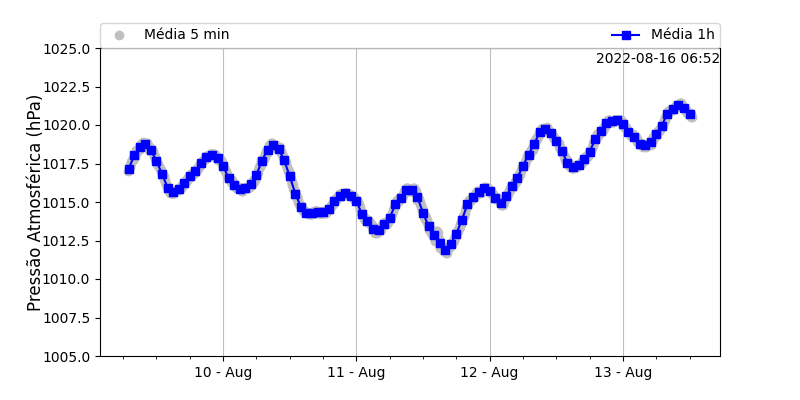 Média 5 min
Média 1h
2022-08-16 06:52
Pressão Atmosférica (hPa)
1025.0
1022.5
1020.0
1017.5
1015.0
1012.5
1010.0
1007.5
1005.0
10 - Aug
11 - Aug
12 - Aug
13 - Aug